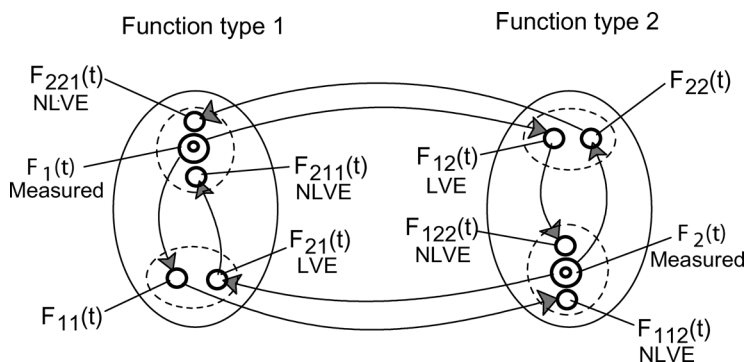 Function type 1
Function type 2
F221(t)
NLVE
F1(t)
Measured
F211(t)
NLVE
F21(t)
LVE
F11(t)
F22(t)
F12(t)
LVE
F122(t)
NLVE
F2(t)
Measured
F112(t)
NLVE